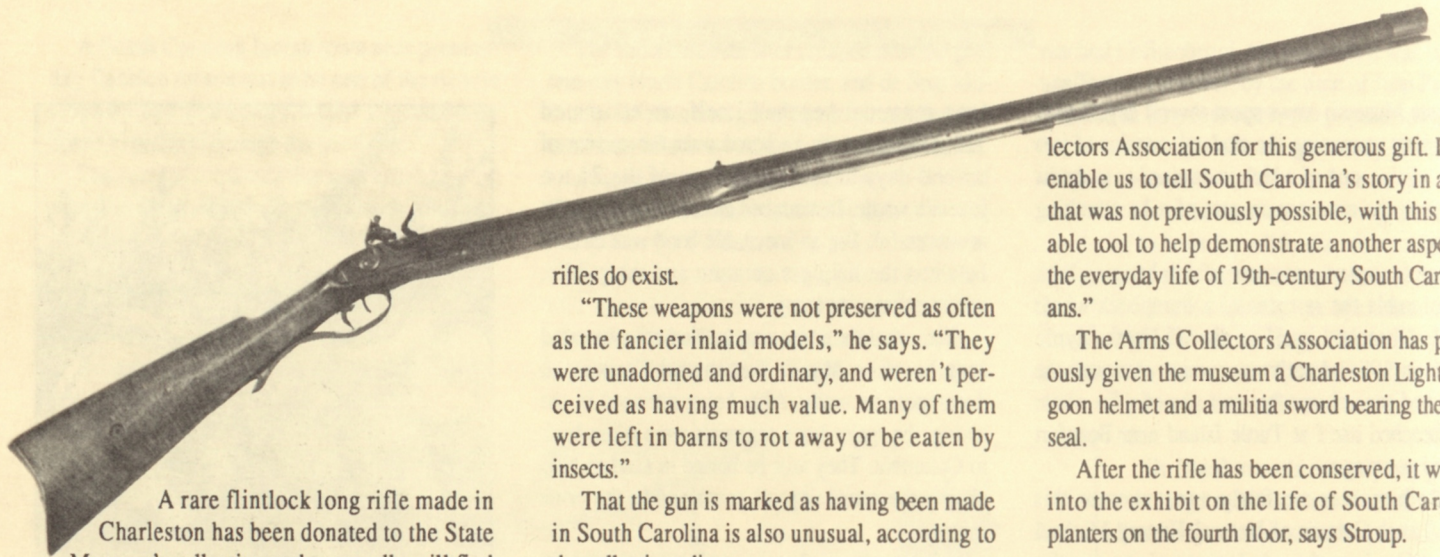 A rare flintlock long rifle made in
Charleston has been donated to the State
rifles do exist.
“These weapons were not preserved as often
as the fancier inlaid models,” he says. “They
were unadorned and ordinary, and weren’t per-
ceived as having much value. Many of them
were left in barns to rot away or be eaten by
insects.”
That the gun is marked as having been made
in South Carolina is also unusual, according to
lectors Association for this generous gift.
enable us to tell South Carolina’s story in
that was not previously possible, with this
able tool to help demonstrate another
the everyday life of 19th-century South
ans.”
The Arms Collectors Association has
ously given the museum a Charleston Light
goon helmet and a militia sword bearing the
seal.
After the rifle has been conserved, it
into the exhibit on the life of South
planters on the fourth floor, says Stroup.